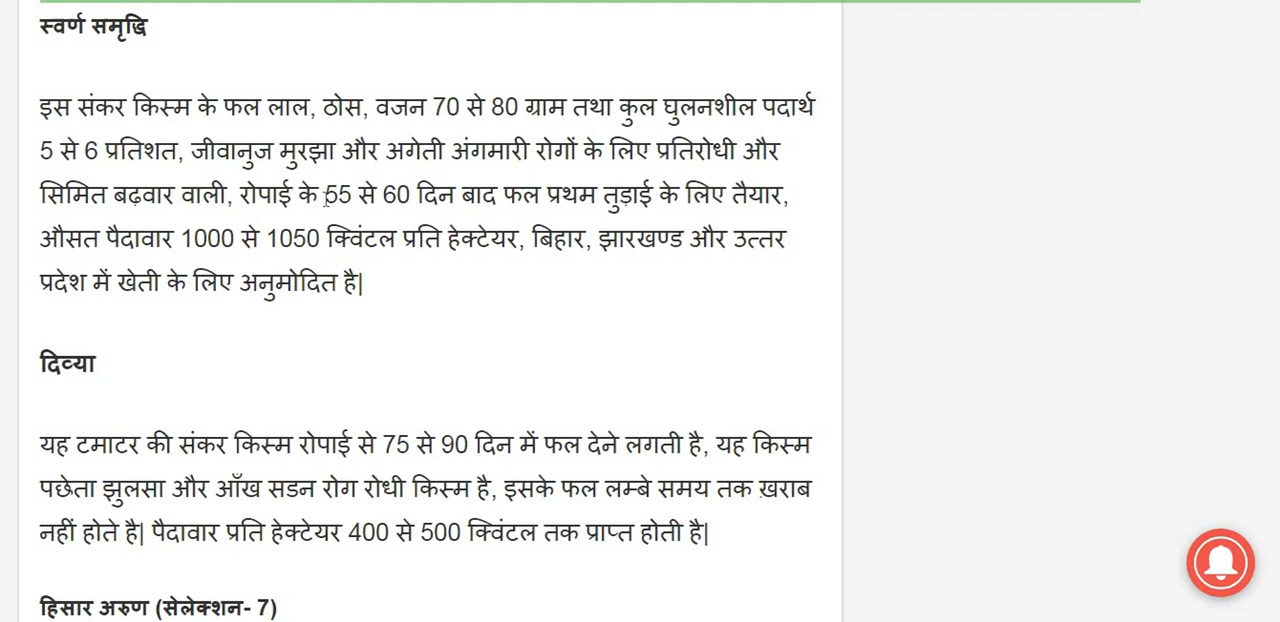 स्वर्ण समृद्धि
इस संकर किस्म के फल लाल, ठोस, वजन 70 से 80 ग्राम तथा कुल घुलनशील पदार्थ
5 से 6 प्रतिशत, जीवानुज मुरझा और अगेती अंगमारी रोगों के लिए प्रतिरोधी और
सिमित बढ़वार वाली, रोपाई के 55 से 60 दिन बाद फल प्रथम तुड़ाई के लिए तैयार,
औसत पैदावार 1000 से 1050 क्विंटल प्रति हेक्टेयर, बिहार, झारखण्ड और उत्तर
प्रदेश में खेती के लिए अनुमोदित है|
दिव्या
यह टमाटर की संकर किस्म रोपाई से 75 से 90 दिन में फल देने लगती है, यह किस्म
पछेता झुलसा और आँख सडन रोग रोधी किस्म है, इसके फल लम्बे समय तक ख़राब
नहीं होते है| पैदावार प्रति हेक्टेयर 400 से 500 क्विंटल तक प्राप्त होती है|
हिसार अरुण (सेलेक्शन- 7)